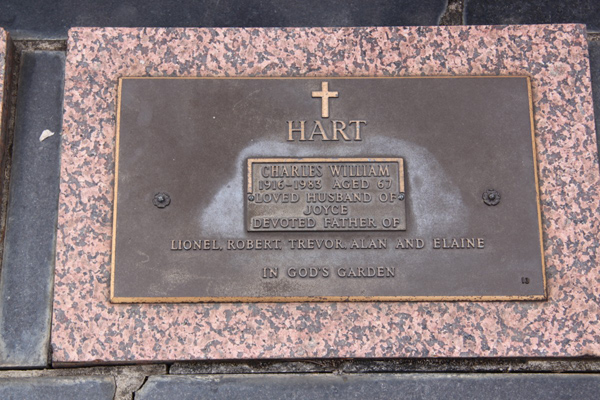 HART
CHARLES WILLIAM
1916-1983 AGED 67
LOVED HUSBAND OF
JOYCE
DEVOTED FATHER OF
LIONEL, ROBERT, TREVOR, ALAN AND ELAINE
IN GOD'S GARDEN